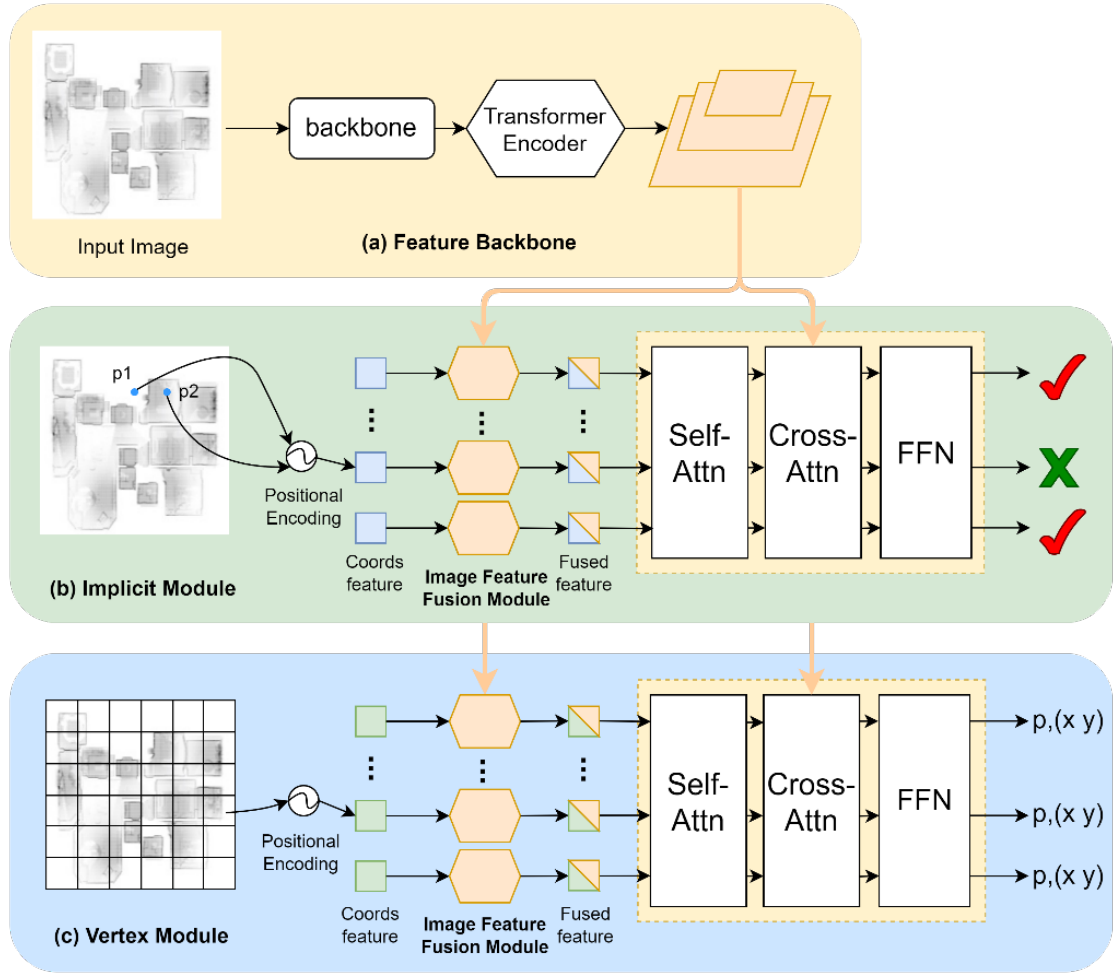 backbone
Transformer
Encoder
Input Image
(a) Feature Backbone
p1
p2
Positional
Encoding
Coords
feature
Image Feature
Fusion Module
Fused
feature
Self-
Attn
Cross-
Attn
FFN
X
(b) Implicit Module
Positional
Encoding
Coords
feature
Image Feature
Fusion Module
Fused
feature
Self-
Attn
Cross-
Attn
FFN
p,(x y)
p,(x y)
p,(x y)
(c) Vertex Module